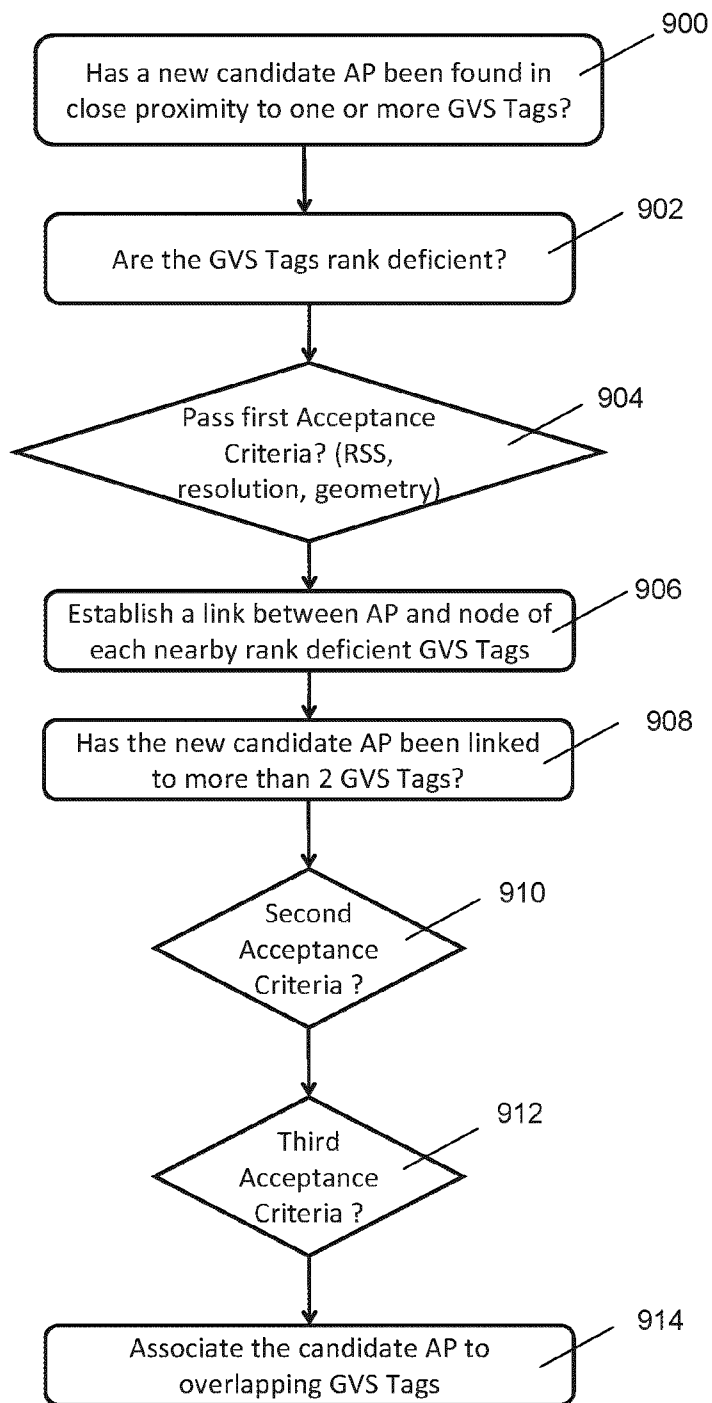 900
Has a new candidate AP been found in
close proximity to one or more GVS Tags?
902
Are the GVS Tags rank deficient?
904
Pass first Acceptance
Criteria? (RSS,
resolution, geometry)
906
Establish a link between AP and node of
each nearby rank deficient GVS Tags
908
Has the new candidate AP been linked
to more than 2 GVS Tags?
910
Second
Acceptance
Criteria ?
912
Third
Acceptance
Criteria ?
914
Associate the candidate AP to
overlapping GVS Tags